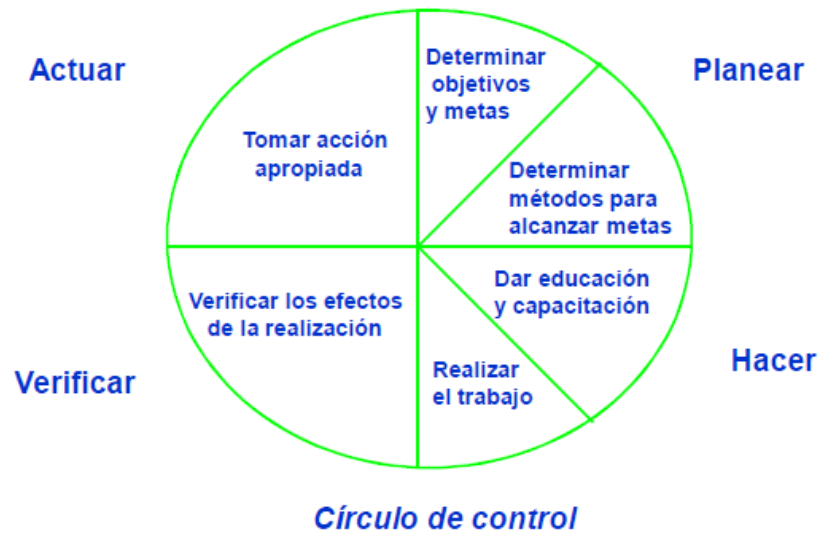 Actuar
Planear
Determinar
objetivos
y metas
Tomar acción
apropiada
Determinar
métodos para
alcanzar metas
Dar educación
y capacitación
Verificar los efectos
de la realización
Realizar
el trabajo
Verificar
Hacer
Círculo de control